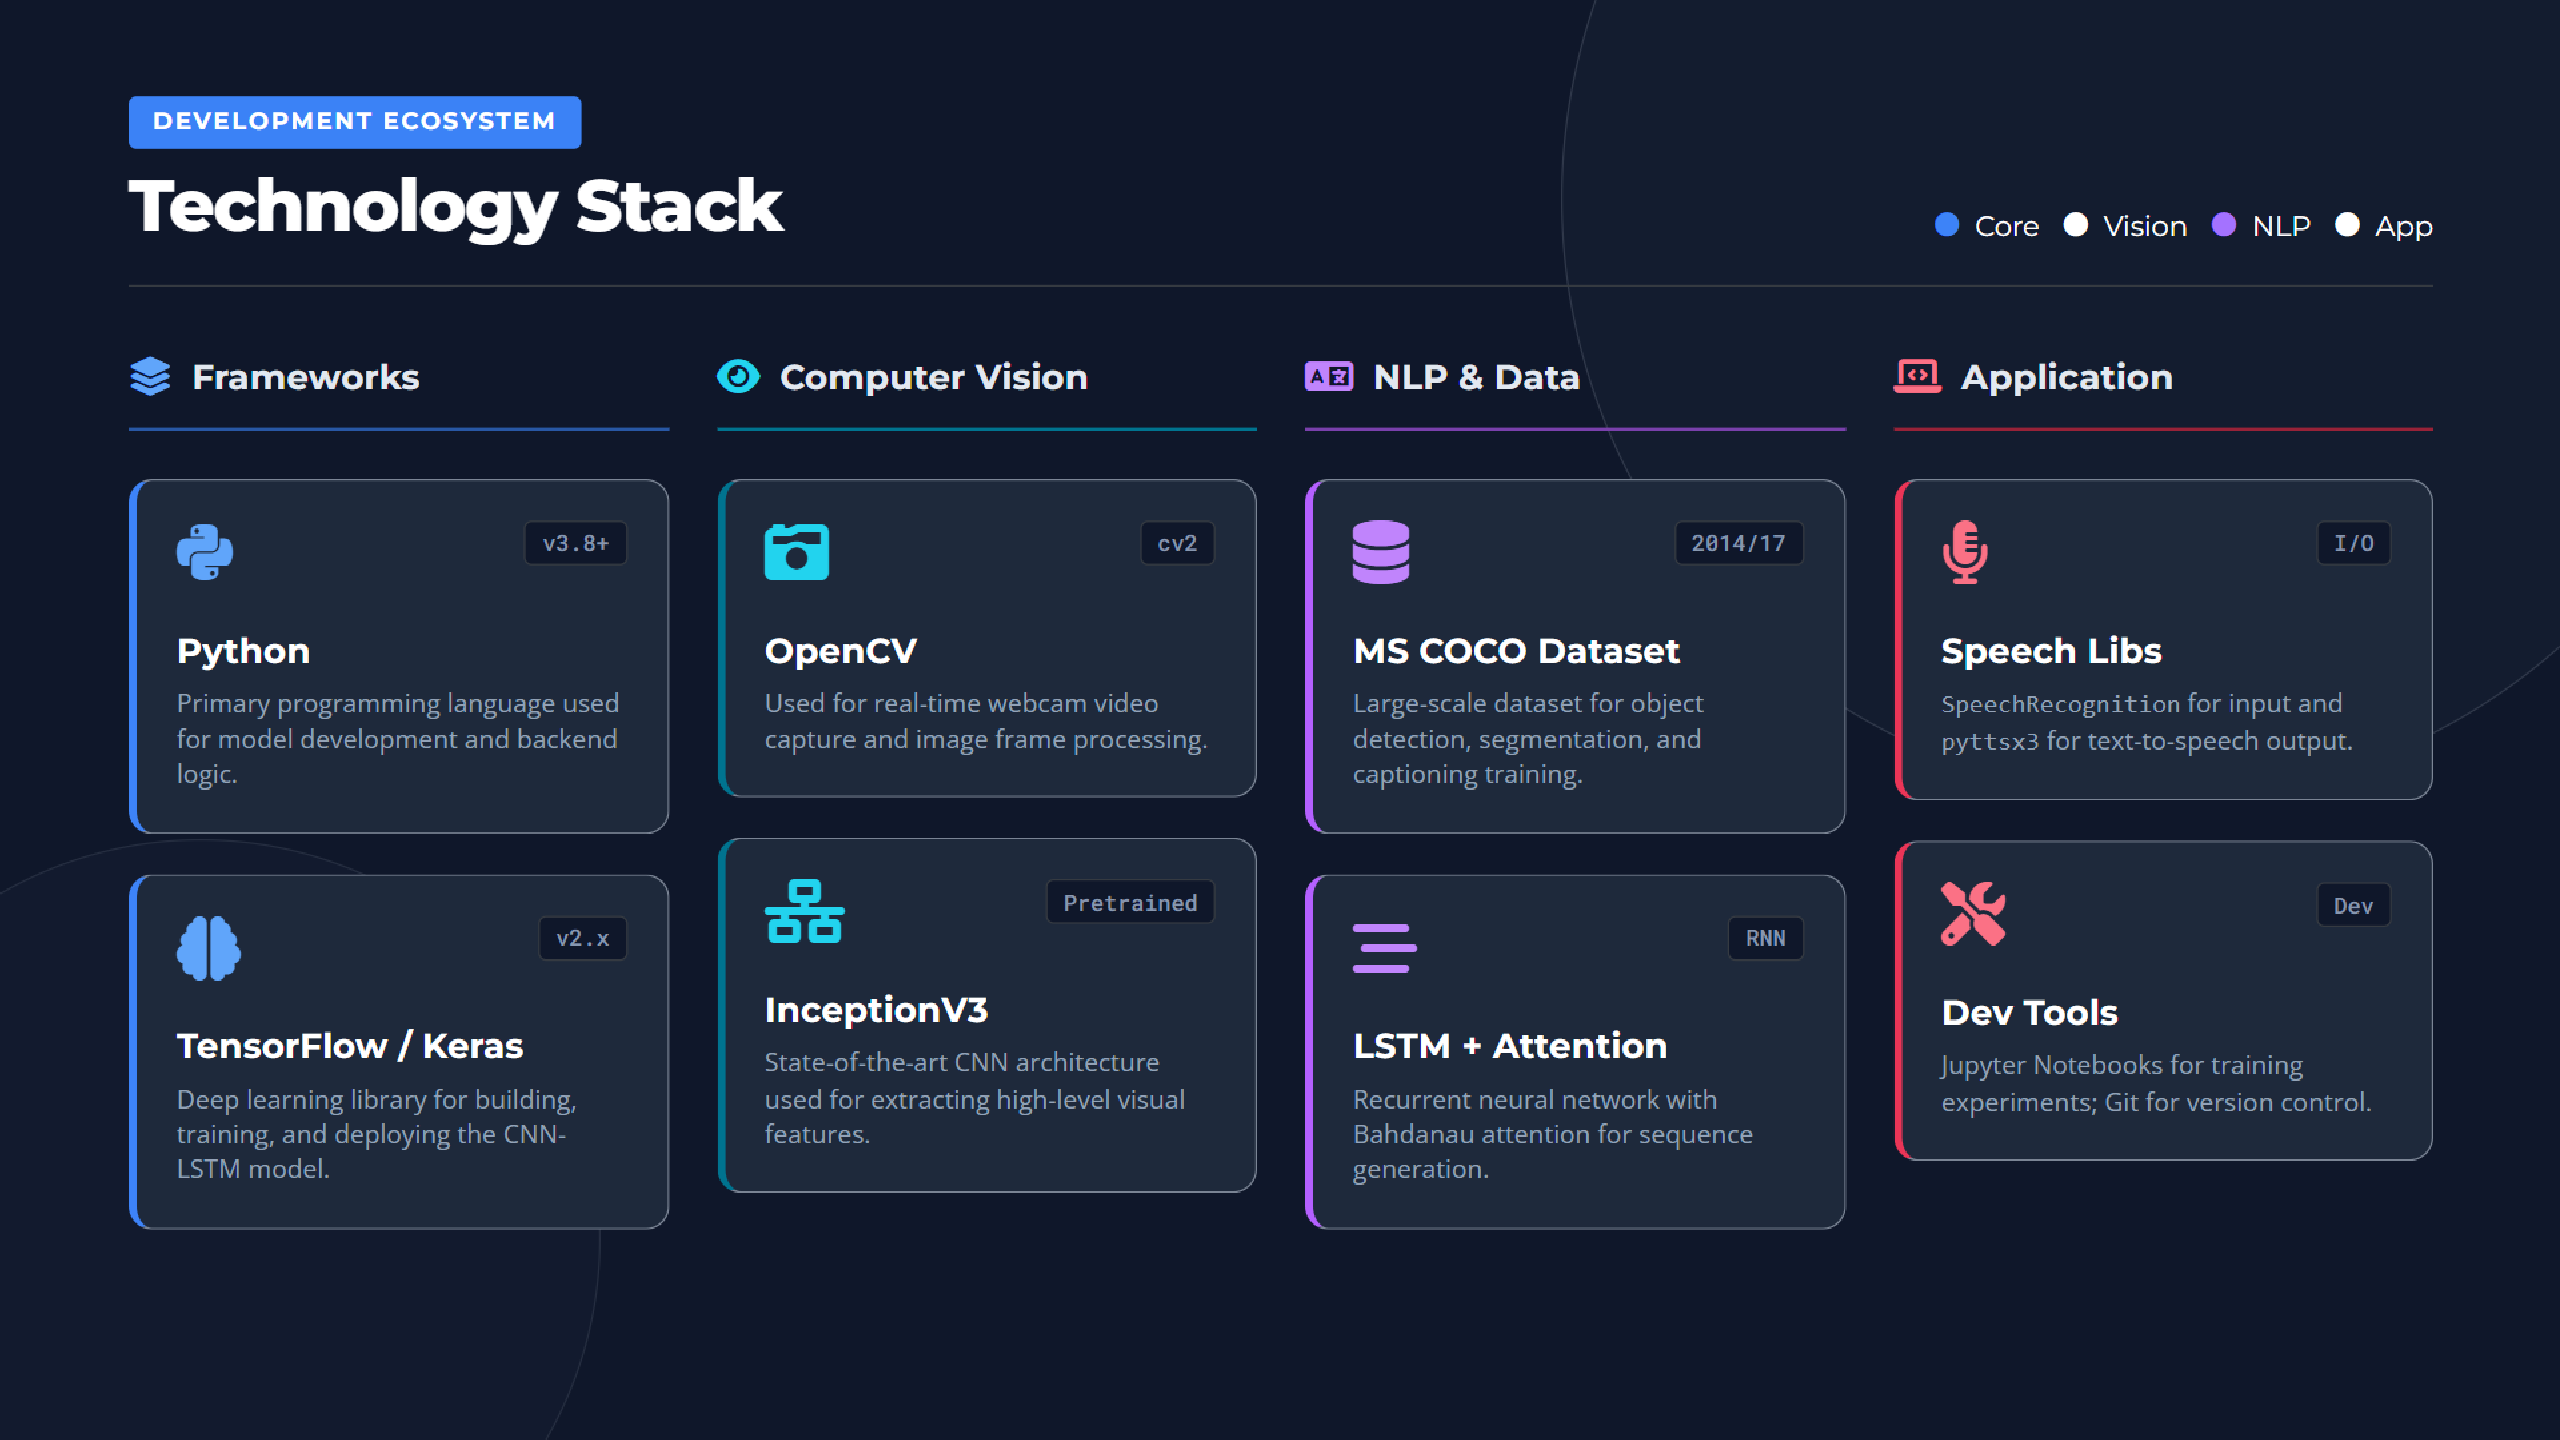 DEVELOPMENT ECOSYSTEM
Technology Stack
Core
Vision
NLP
App
Frameworks
Python
v3.8+
Primary programming language used
for model development and backend
logic.
TensorFlow / Keras
v2.x
Deep learning library for building,
training, and deploying the CNN-
LSTM model.
Computer Vision
OpenCV
cv2
Used for real-time webcam video
capture and image frame processing.
InceptionV3
Pretrained
State-of-the-art CNN architecture
used for extracting high-level visual
features.
NLP & Data
MS COCO Dataset
2014/17
Large-scale dataset for object
detection, segmentation, and
captioning training.
LSTM + Attention
RNN
Recurrent neural network with
Bahdanau attention for sequence
generation.
Application
Speech Libs
I/O
SpeechRecognition for input and
pyttsx3 for text-to-speech output.
Dev Tools
Dev
Jupyter Notebooks for training
experiments; Git for version control.